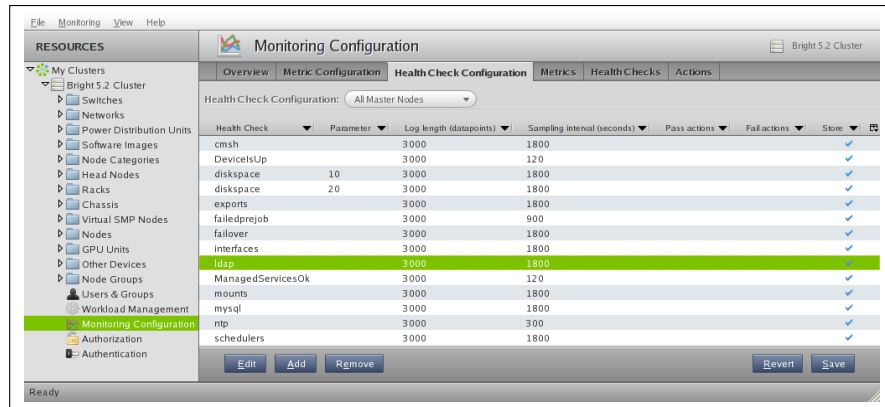 File Monitoring View Help
RESOURCES
Monitoring Configuration
Bright 5.2 Cluster
My Clusters
Bright 5.2 Cluster
Switches
Networks
Power Distribution Units
Software Images
Node Categories
Head Nodes
Racks
Chassis
Virtual SMP Nodes
Nodes
GPU Units
Other Devices
Node Groups
Users & Groups
Workload Management
Monitoring Configuration
Authorization
Authentication
Overview Metric Configuration Health Check Configuration Metrics Health Checks Actions
Health Check Configuration: All Master Nodes
Health Check Parameter Log length (datapoints) Sampling interval (seconds) Pass actions Fail actions Store
cmsh 3000 1800
DeviceIsUp 3000 120
diskspace 10 3000 1800
diskspace 20 3000 1800
exports 3000 1800
failedprejob 3000 900
failover 3000 1800
interfaces 3000 1800
ldap 3000 1800
ManagedServicesOk 3000 120
mounts 3000 1800
mysql 3000 1800
ntp 3000 300
schedulers 3000 1800
Edit Add Remove Revert Save
Ready